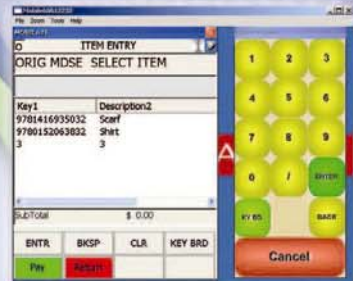 File Zoom Tools Help
ITEM ENTRY
ORIG MDSE SELECT ITEM
Key1 Description2
9781416935032 Scarf
9780152063832 Shirt
3 3
SubTotal $ 0.00
ENTR BKSP CLR KEY BRD
Pay Return
1 2 3
4 5 6
7 8 9
0 / ENTER
KY BD BACK
Cancel